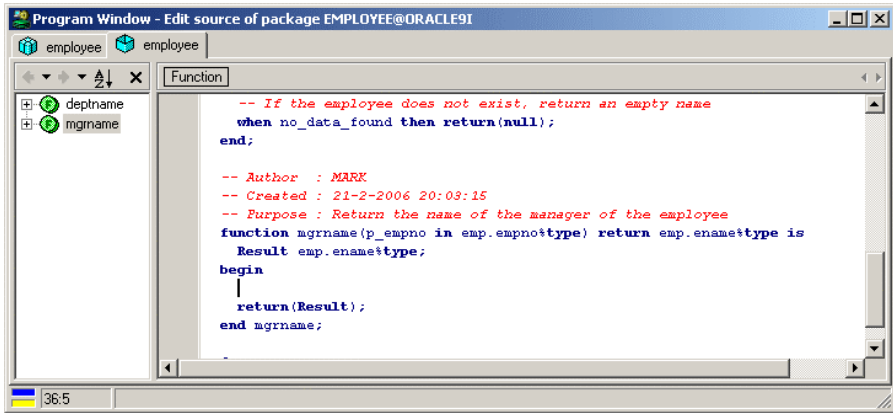 Program Window - Edit source of package EMPLOYEE@ORACLE9I
employee employee
Function
deptname
mgrname
-- If the employee does not exist, return an empty name
when no_data_found then return(null);
end;
-- Author : MARK
-- Created : 21-2-2006 20:03:15
-- Purpose : Return the name of the manager of the employee
function mgrname(p_empno in emp.empno%type) return emp.ename%type is
Result emp.ename%type;
begin
return(Result);
end mgrname;
36:5